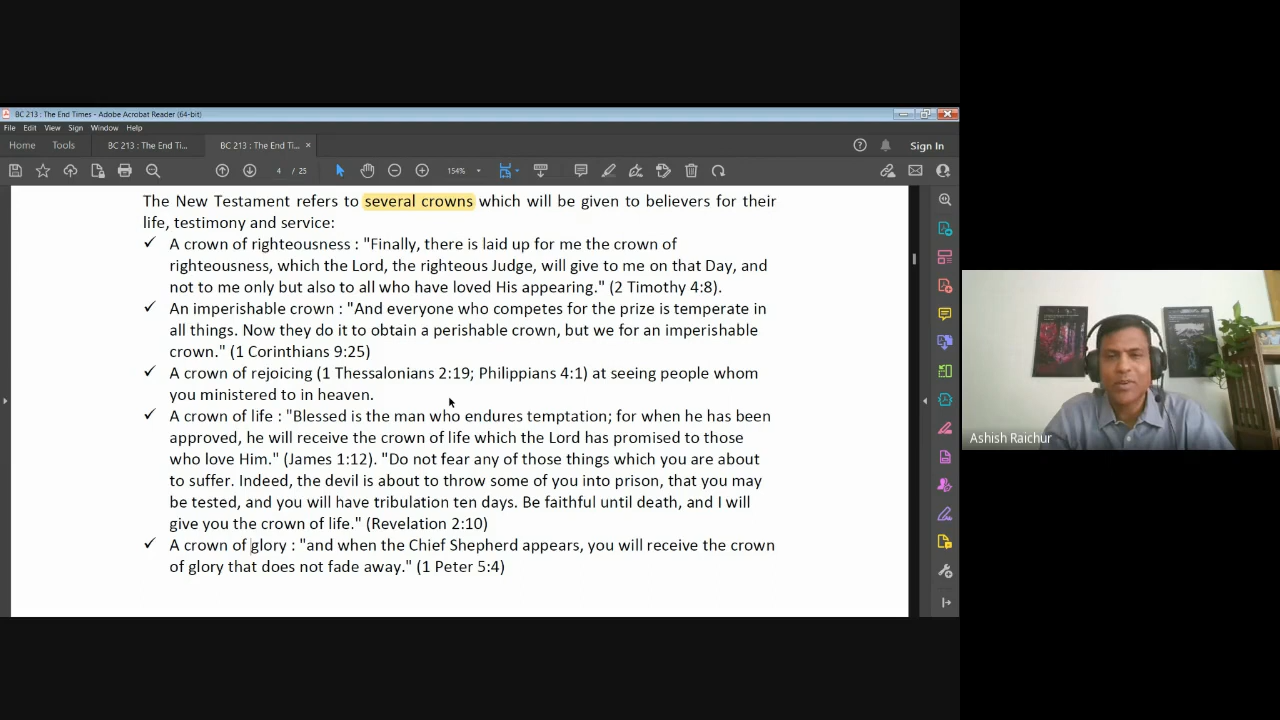 BC 213 : The End Times - Adobe Acrobat Reader (64-bit)
File Edit View Sign Window Help
Home Tools BC 213 : The End Ti... BC 213 : The End Ti... × Sign In
4 / 25 154%
The New Testament refers to several crowns which will be given to believers for their
life, testimony and service:
✓ A crown of righteousness : "Finally, there is laid up for me the crown of
righteousness, which the Lord, the righteous Judge, will give to me on that Day, and
not to me only but also to all who have loved His appearing." (2 Timothy 4:8).
✓ An imperishable crown : "And everyone who competes for the prize is temperate in
all things. Now they do it to obtain a perishable crown, but we for an imperishable
crown." (1 Corinthians 9:25)
✓ A crown of rejoicing (1 Thessalonians 2:19; Philippians 4:1) at seeing people whom
you ministered to in heaven.
✓ A crown of life : "Blessed is the man who endures temptation; for when he has been
approved, he will receive the crown of life which the Lord has promised to those
who love Him." (James 1:12). "Do not fear any of those things which you are about
to suffer. Indeed, the devil is about to throw some of you into prison, that you may
be tested, and you will have tribulation ten days. Be faithful until death, and I will
give you the crown of life." (Revelation 2:10)
✓ A crown of glory : "and when the Chief Shepherd appears, you will receive the crown
of glory that does not fade away." (1 Peter 5:4)
Ashish Raichur